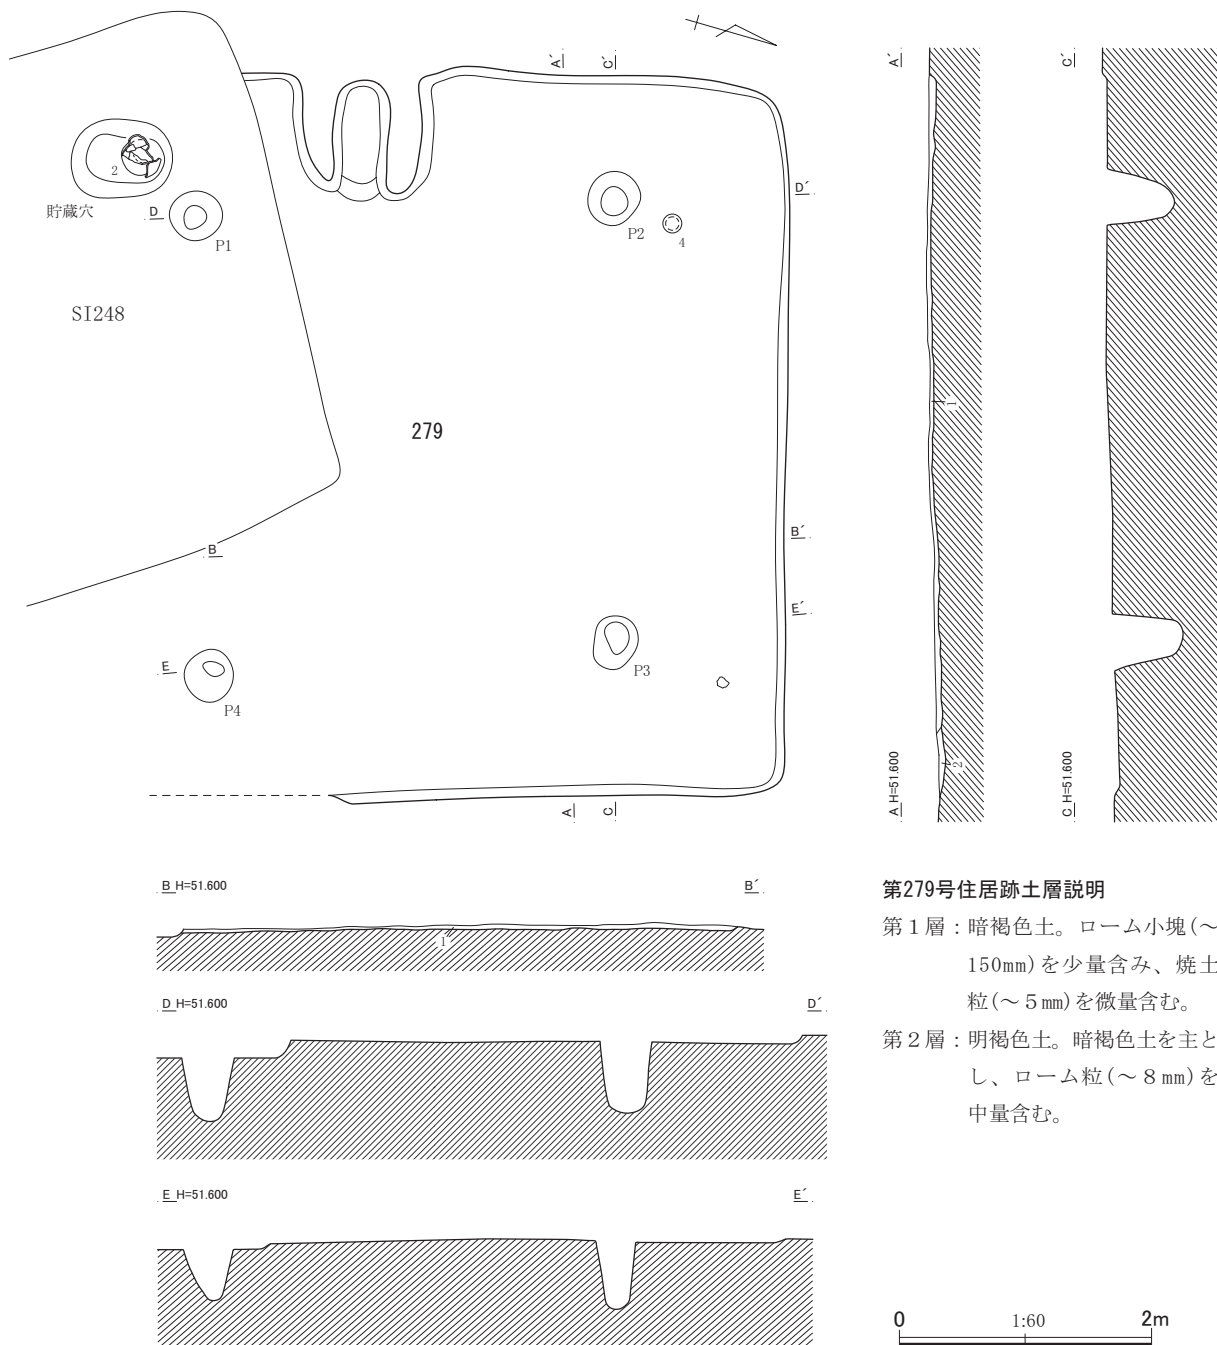 A´
C´
A´
C´
2
貯蔵穴
D
P1
P2
4
D´
SI248
279
1
B
B´
E´
E
P4
P3
A
C
A H=51.600
2
C H=51.600
B H=51.600
B´
1
D H=51.600
D´
E H=51.600
E´
第279号住居跡土層説明
第１層：暗褐色土。ローム小塊(～
150mm)を少量含み、焼土
粒(～５mm)を微量含む。
第２層：明褐色土。暗褐色土を主と
し、ローム粒(～８mm)を
中量含む。
0 1:60 2m